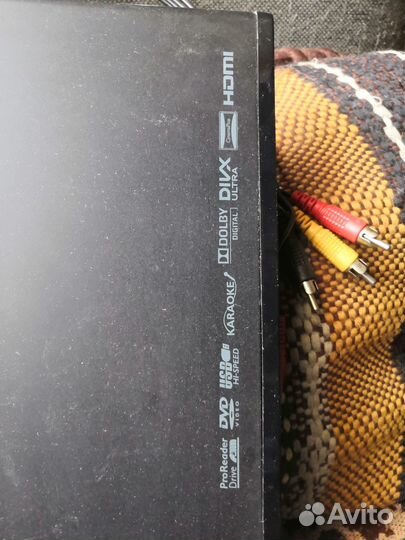 ProReader
Drive
DVD
VIDEO
USB
HI-SPEED
KARAOKE
DOLBY
DIGITAL
DIVX
ULTRA
HDMI
Avito